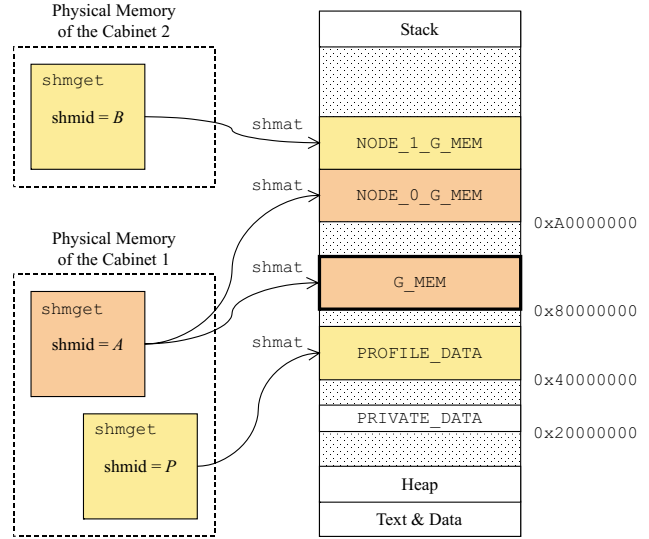 Physical Memory
of the Cabinet 2
shmget
shmid = B
Physical Memory
of the Cabinet 1
shmget
shmid = A
shmget
shmid = P
shmat
shmat
shmat
shmat
Stack
NODE_1_G_MEM
NODE_0_G_MEM
0xA0000000
G_MEM
0x80000000
PROFILE_DATA
0x40000000
PRIVATE_DATA
0x20000000
Heap
Text & Data